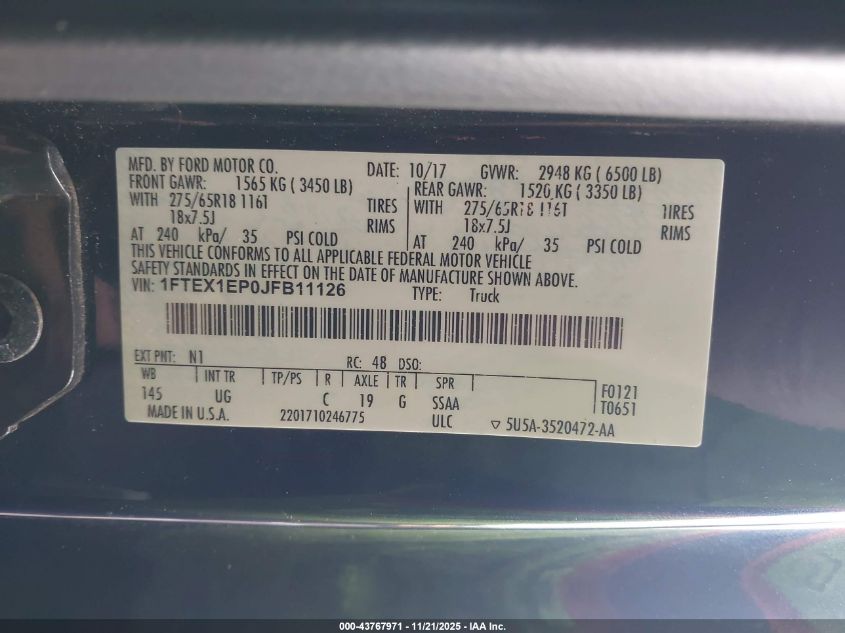 MFD. BY FORD MOTOR CO. DATE: 10/17 GVWR: 2948 KG ( 6500 LB)
FRONT GAWR: 1565 KG ( 3450 LB) REAR GAWR: 1520 KG ( 3350 LB)
WITH 275/65R18 116T TIRES WITH 275/65R18 116T TIRES
18x7.5J RIMS 18x7.5J RIMS
AT 240 kPa/ 35 PSI COLD AT 240 kPa/ 35 PSI COLD
THIS VEHICLE CONFORMS TO ALL APPLICABLE FEDERAL MOTOR VEHICLE
SAFETY STANDARDS IN EFFECT ON THE DATE OF MANUFACTURE SHOWN ABOVE.
VIN: 1FTEX1EP0JFB11126 TYPE: Truck
EXT PNT: N1 RC: 48 DSO:
WB INT TR TP/PS R AXLE TR SPR F0121
145 UG C 19 G SSAA T0651
MADE IN U.S.A. 2201710246775 ULC ▽ 5U5A-3520472-AA
000-43767971 - 11/21/2025 - IAA Inc.